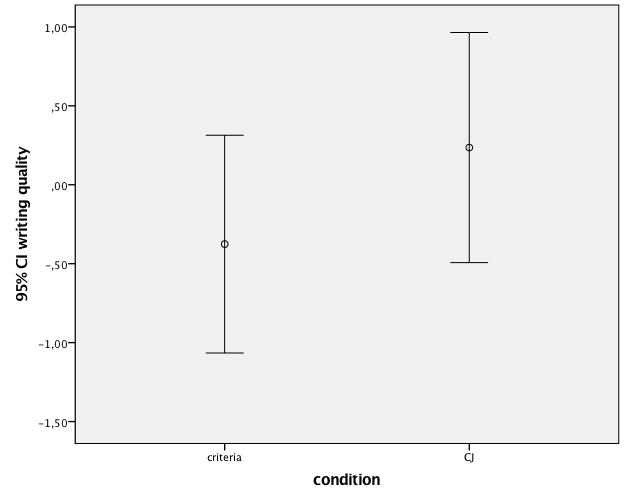 1,00
,50
,00
-,50
-1,00
-1,50
95% CI writing quality
criteria
CJ
condition